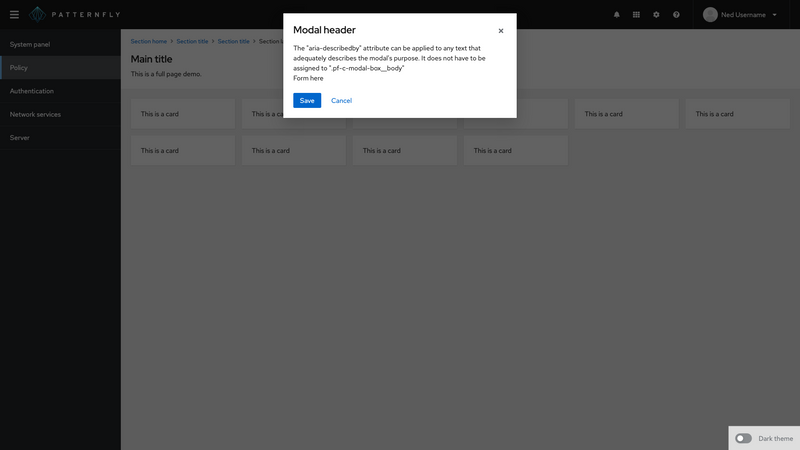 PATTERNFLY
Ned Username
System panel
Policy
Authentication
Network services
Server
Section home
Section title
Section title
Main title
This is a full page demo.
Modal header
The "aria-describedby" attribute can be applied to any text that
adequately describes the modal's purpose. It does not have to be
assigned to ".pf-c-modal-box__body"
Form here
Save
Cancel
This is a card
This is a card
This is a card
This is a card
This is a card
This is a card
This is a card
Dark theme